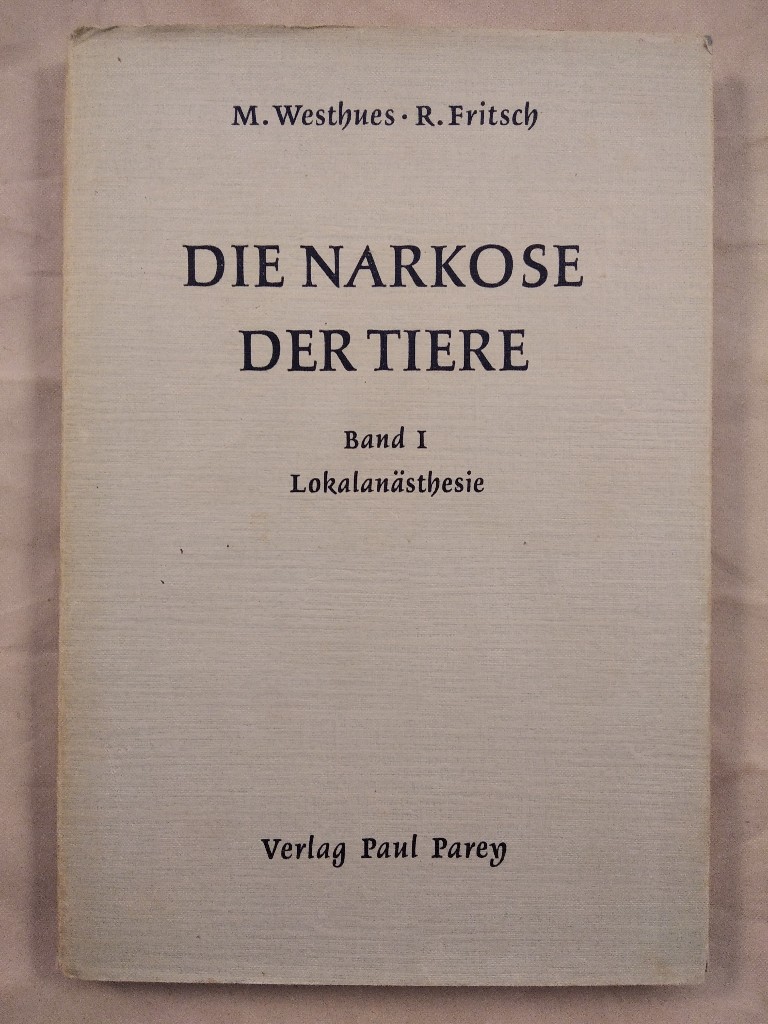 M. Westhues · R. Fritsch
DIE NARKOSE
DER TIERE
Band I
Lokalanästhesie
Verlag Paul Parey